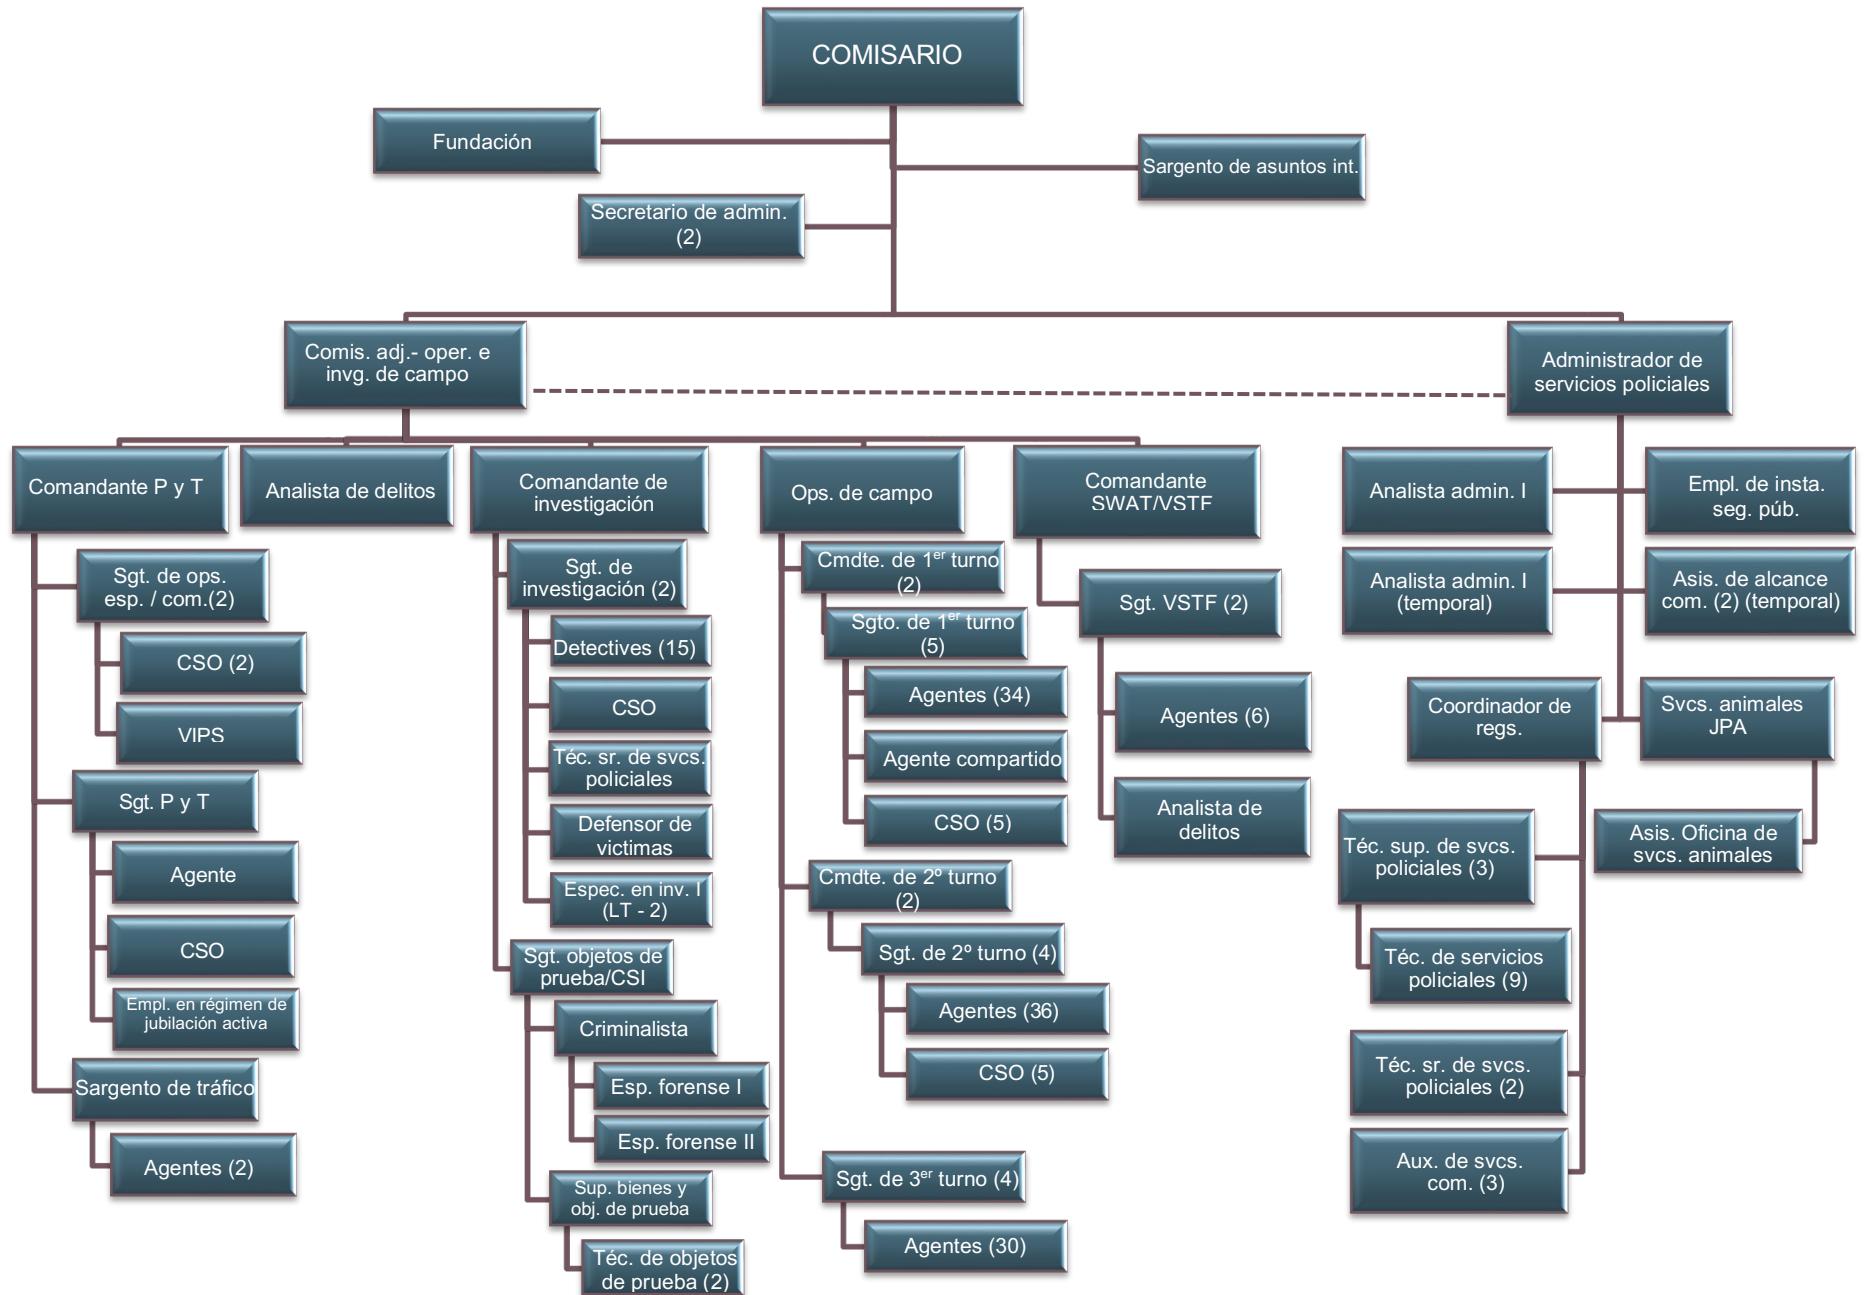 COMISARIO
Fundación
Sargento de asuntos int.
Secretario de admin.
(2)
Comis. adj.- oper. e
invg. de campo
Administrador de
servicios policiales
Comandante P y T
Sgt. de ops.
esp. / com.(2)
CSO (2)
VIPS
Sgt. P y T
Agente
CSO
Empl. en régimen de
jubilación activa
Sargento de tráfico
Agentes (2)
Analista de delitos
Comandante de
investigación
Sgt. de
investigación (2)
Detectives (15)
CSO
Téc. sr. de svcs.
policiales
Defensor de
victimas
Espec. en inv. I
(LT - 2)
Sgt. objetos de
prueba/CSI
Criminalista
Esp. forense I
Esp. forense II
Sup. bienes y
obj. de prueba
Téc. de objetos
de prueba (2)
Ops. de campo
Cmdte. de 1er turno
(2)
Sgto. de 1er turno
(5)
Agentes (34)
Agente compartido
CSO (5)
Cmdte. de 2º turno
(2)
Sgt. de 2º turno (4)
Agentes (36)
CSO (5)
Sgt. de 3er turno (4)
Agentes (30)
Comandante
SWAT/VSTF
Sgt. VSTF (2)
Agentes (6)
Analista de
delitos
Analista admin. I
Empl. de insta.
seg. púb.
Analista admin. I
(temporal)
Asis. de alcance
com. (2) (temporal)
Coordinador de
regs.
Svcs. animales
JPA
Téc. sup. de svcs.
policiales (3)
Asis. Oficina de
svcs. animales
Téc. de servicios
policiales (9)
Téc. sr. de svcs.
policiales (2)
Aux. de svcs.
com. (3)